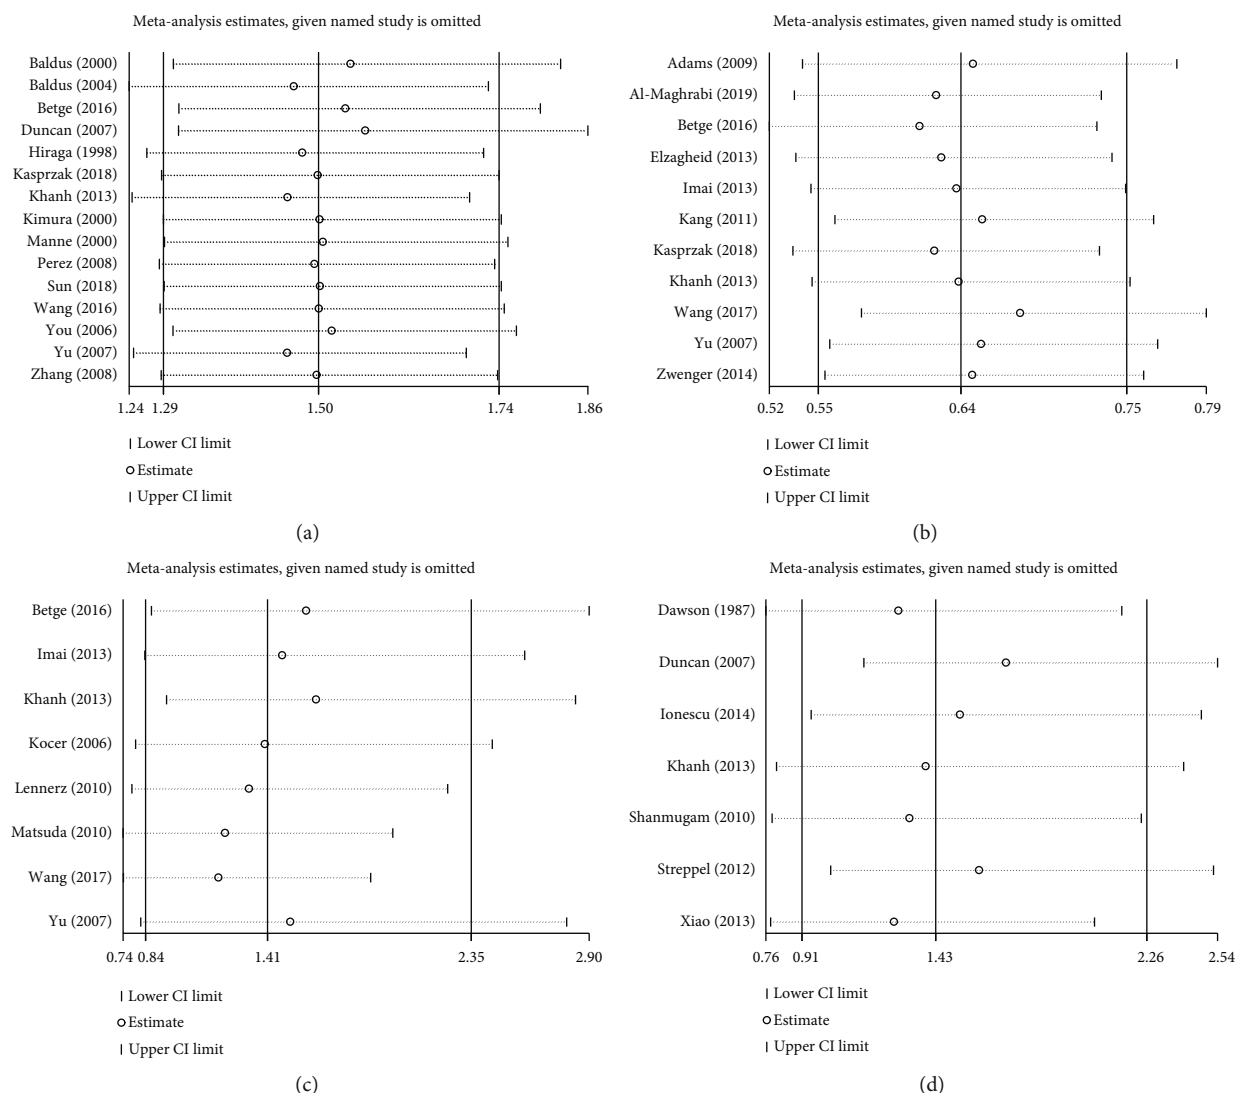 Meta-analysis estimates, given named study is omitted
Baldus (2000)
Baldus (2004)
Betge (2016)
Duncan (2007)
Hiraga (1998)
Kasprzak (2018)
Khanh (2013)
Kimura (2000)
Manne (2000)
Perez (2008)
Sun (2018)
Wang (2016)
You (2006)
Yu (2007)
Zhang (2008)
1.24 1.29 1.50 1.74 1.86
Lower CI limit
Estimate
Upper CI limit
(a)
Meta-analysis estimates, given named study is omitted
Adams (2009)
Al-Maghrabi (2019)
Betge (2016)
Elzagheid (2013)
Imai (2013)
Kang (2011)
Kasprzak (2018)
Khanh (2013)
Wang (2017)
Yu (2007)
Zwenger (2014)
0.52 0.55 0.64 0.75 0.79
Lower CI limit
Estimate
Upper CI limit
(b)
Meta-analysis estimates, given named study is omitted
Betge (2016)
Imai (2013)
Khanh (2013)
Kocer (2006)
Lennerz (2010)
Matsuda (2010)
Wang (2017)
Yu (2007)
0.74 0.84 1.41 2.35 2.90
Lower CI limit
Estimate
Upper CI limit
(c)
Meta-analysis estimates, given named study is omitted
Dawson (1987)
Duncan (2007)
Ionescu (2014)
Khanh (2013)
Shanmugam (2010)
Streppel (2012)
Xiao (2013)
0.76 0.91 1.43 2.26 2.54
Lower CI limit
Estimate
Upper CI limit
(d)